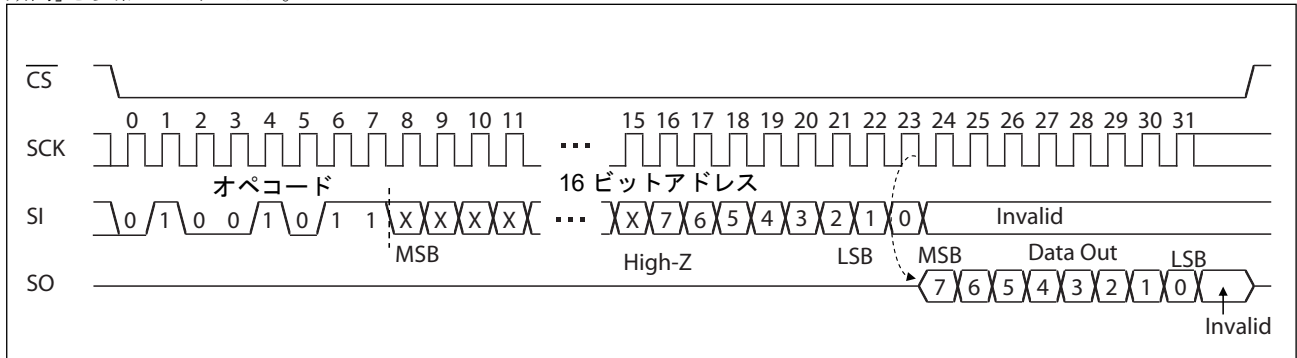 CS
0 1 2 3 4 5 6 7 8 9 10 11 15 16 17 18 19 20 21 22 23 24 25 26 27 28 29 30 31
SCK ...
オペコード 16 ビットアドレス
SI 0 1 0 0 1 0 1 1 X X X X ... X 7 6 5 4 3 2 1 0 Invalid
MSB High-Z LSB MSB Data Out LSB
SO 7 6 5 4 3 2 1 0
Invalid